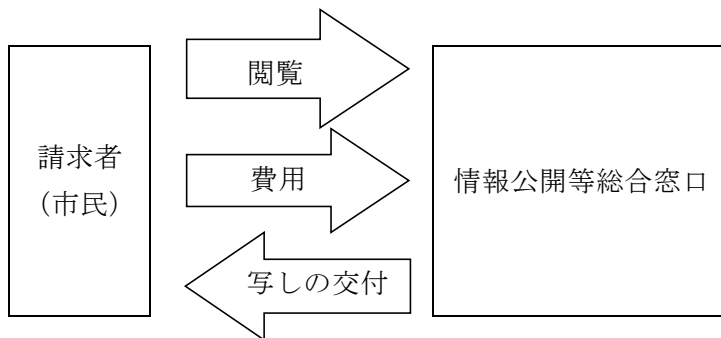 請求者
（市民）
閲覧
費用
写しの交付
情報公開等総合窓口